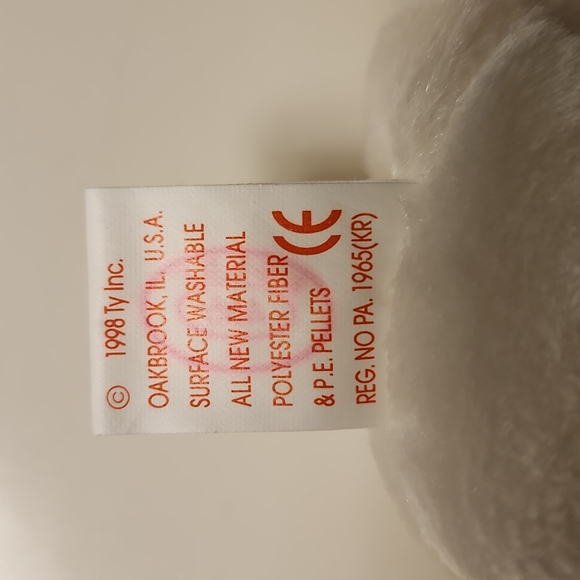 © 1998 Ty Inc.
OAKBROOK, IL. U.S.A.
SURFACE WASHABLE
ALL NEW MATERIAL
POLYESTER FIBER
& P.E. PELLETS CE
REG. NO PA. 1965(KR)